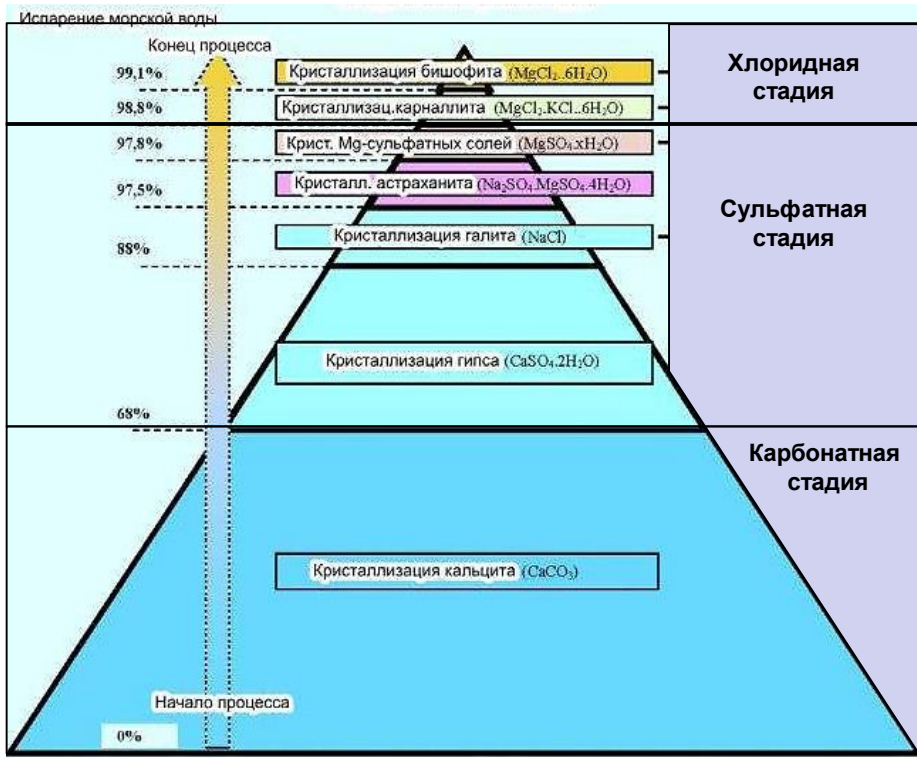 Испарение морской воды
Конец процесса
99,1%
Кристаллизация бишофита (MgCl₂..6H₂O)
Хлоридная
стадия
98,8%
Кристаллизац.карналлита (MgCl₂.KCl..6H₂O)
97,8%
Крист. Mg-сульфатных солей (MgSO₄.xH₂O)
97,5%
Кристалл. астраханита (Na₂SO₄.MgSO₄.4H₂O)
Сульфатная
стадия
Кристаллизация галита (NaCl)
88%
Кристаллизация гипса (CaSO₄.2H₂O)
68%
Карбонатная
стадия
Кристаллизация кальцита (CaCO₃)
Начало процесса
0%